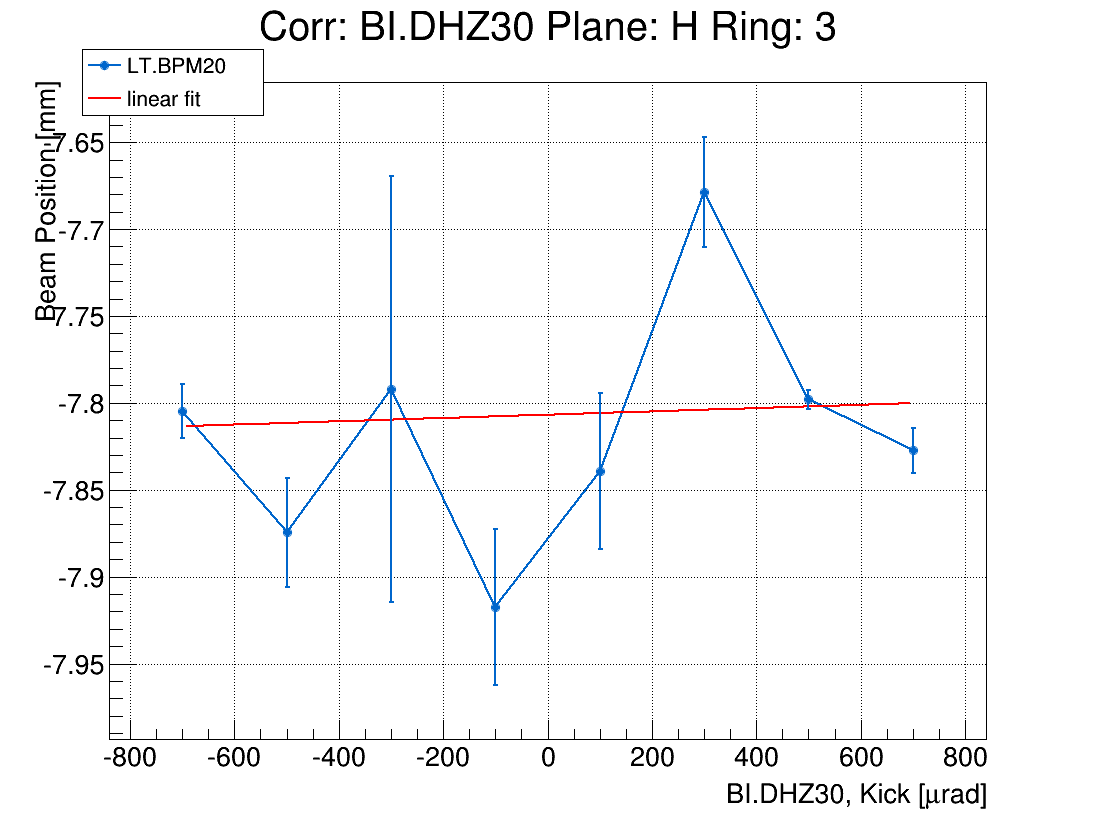 Corr: BI.DHZ30 Plane: H Ring: 3
LT.BPM20
linear fit
Beam Position [mm]
-7.65
-7.7
-7.75
-7.8
-7.85
-7.9
-7.95
-800 -600 -400 -200 0 200 400 600 800
BI.DHZ30, Kick [μrad]